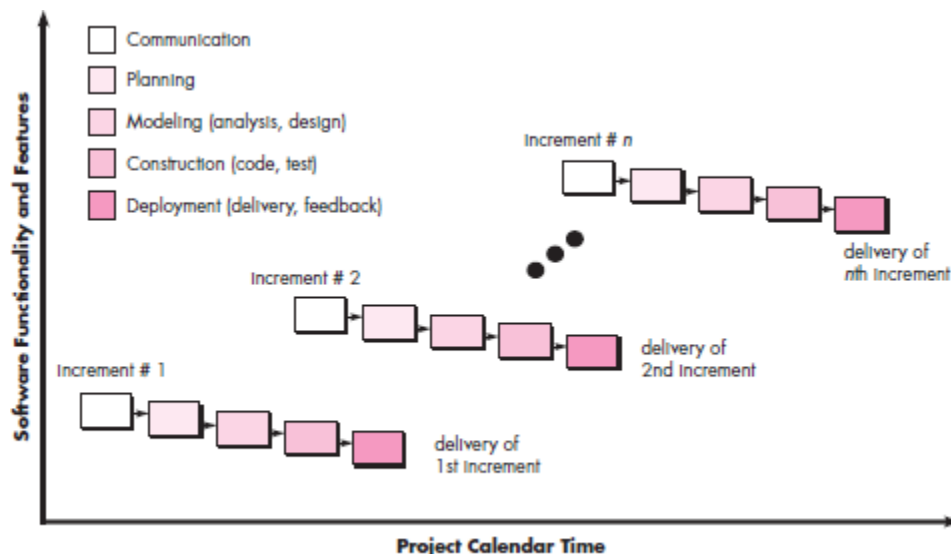 Communication
Planning
Modeling (analysis, design)
Construction (code, test)
Deployment (delivery, feedback)
Increment # n
delivery of
nth Increment
Increment # 2
delivery of
2nd Increment
Increment # 1
delivery of
1st Increment
Software Functionality and Features
Project Calendar Time